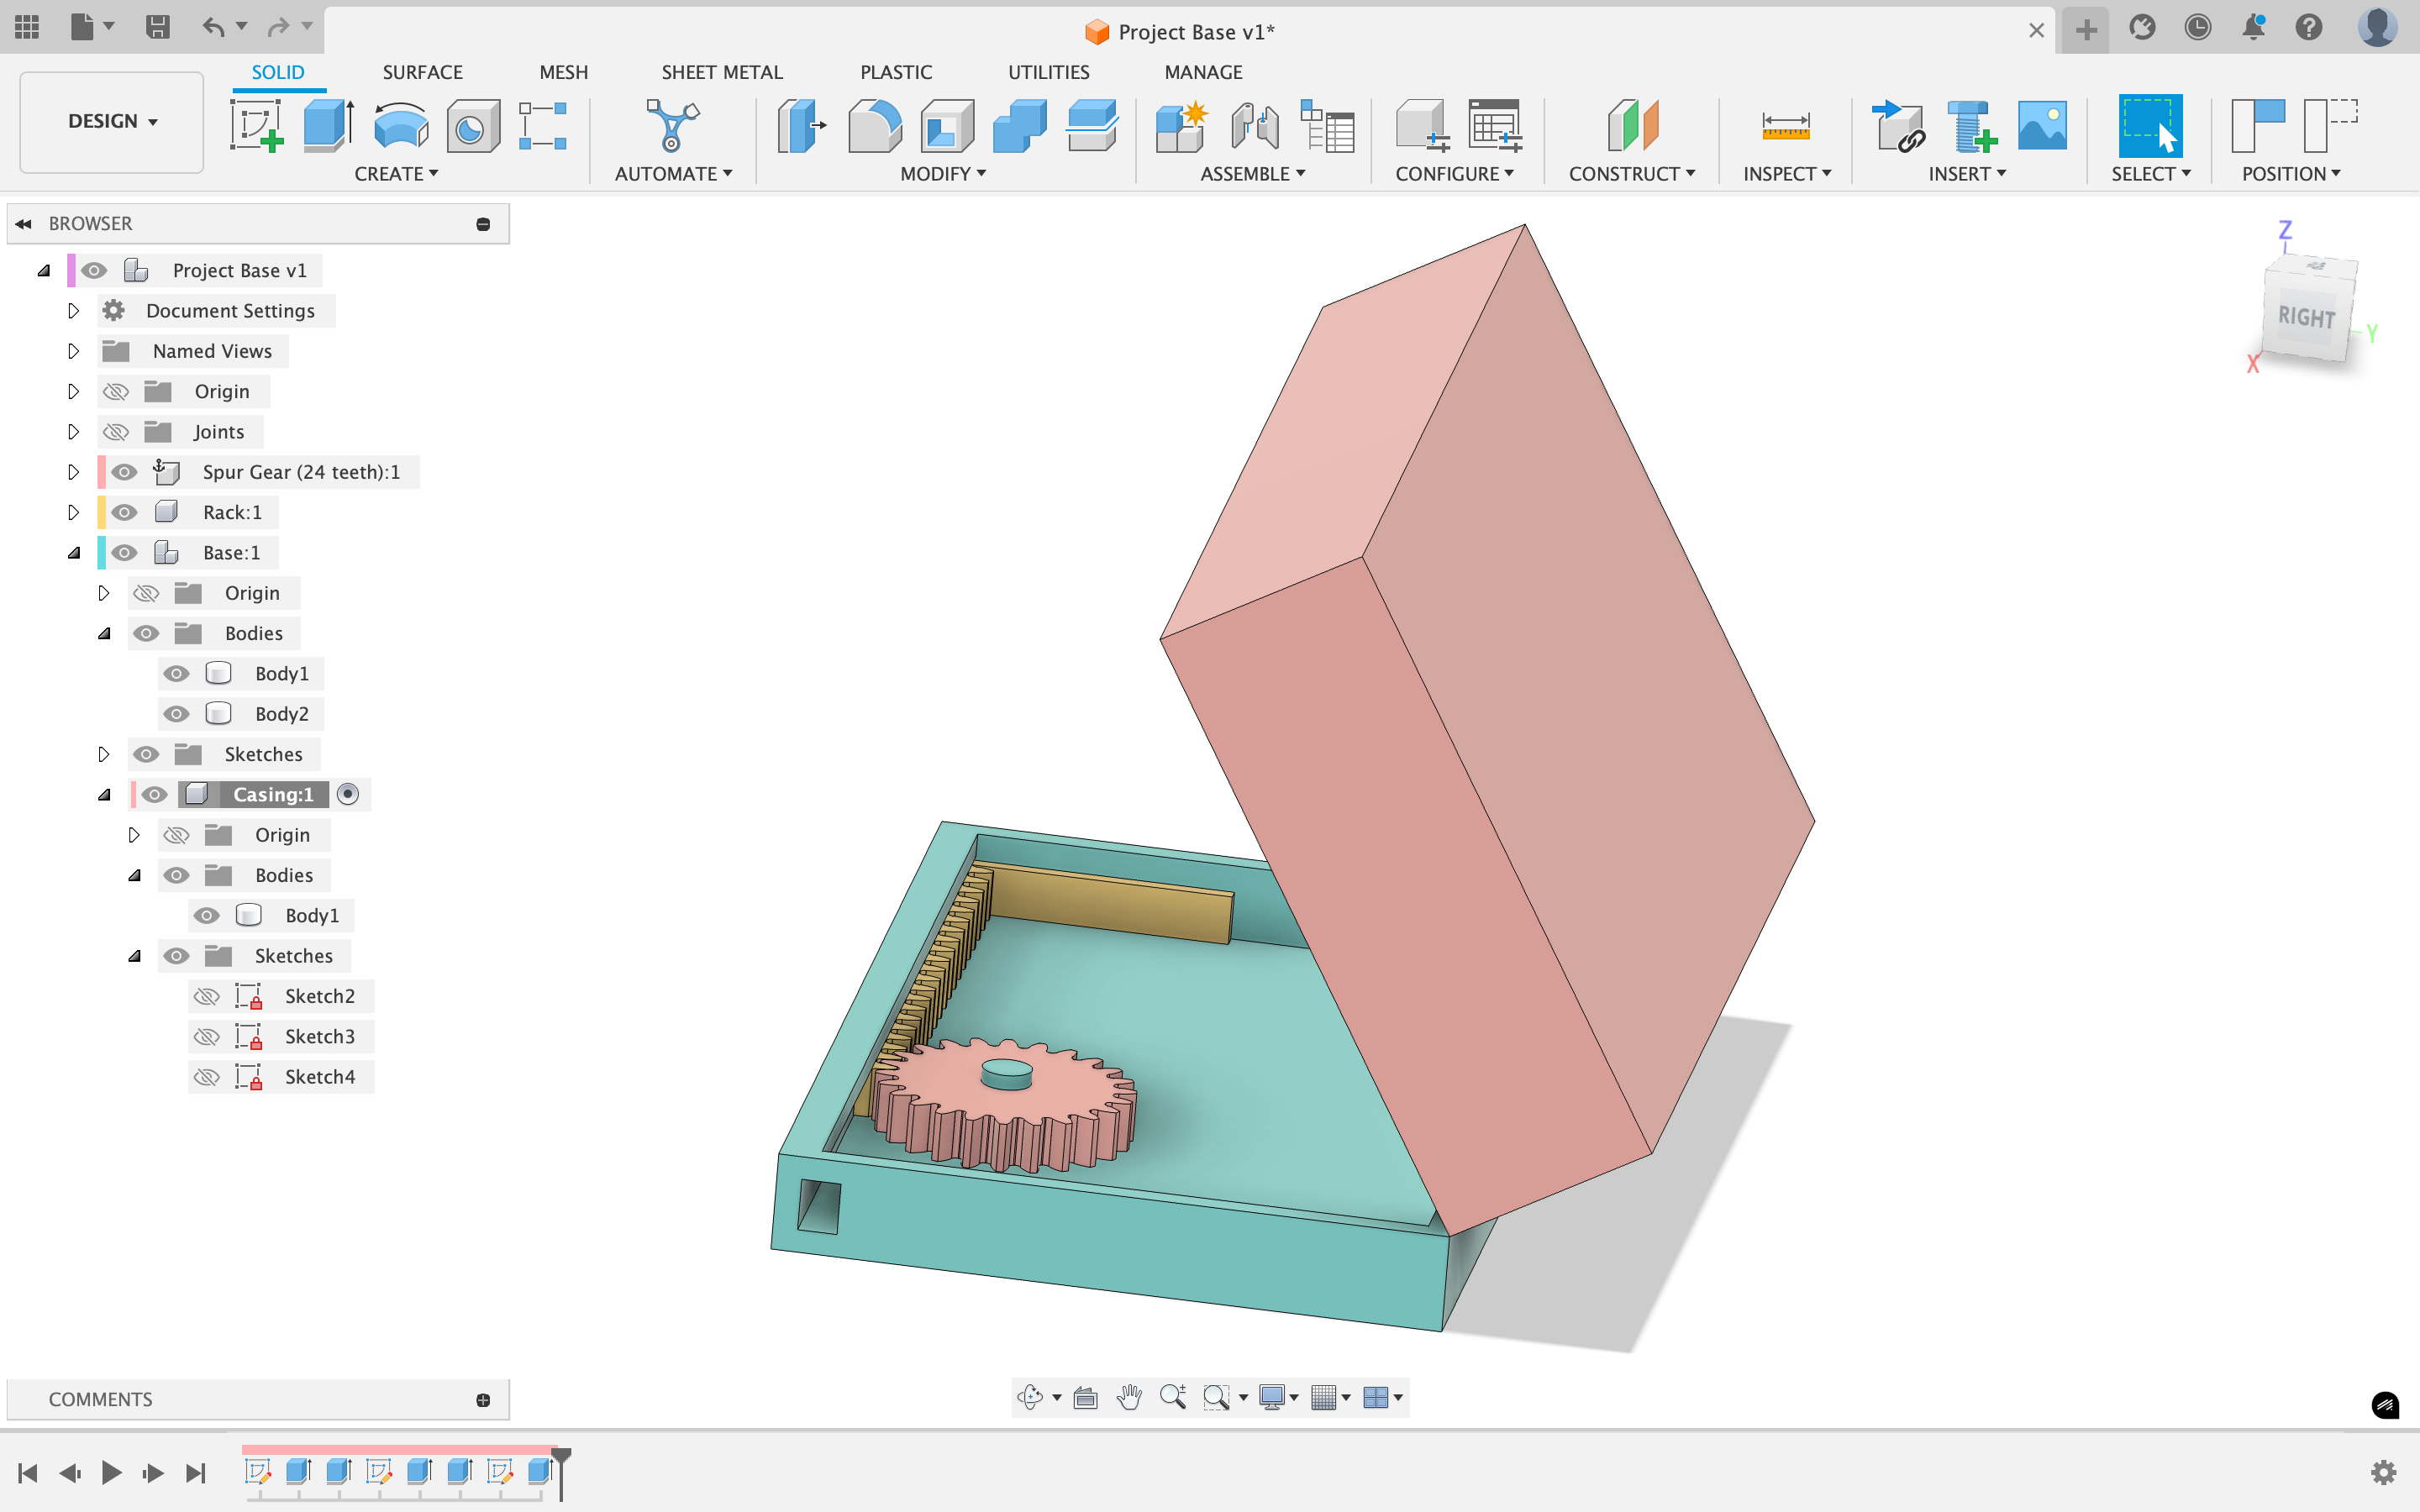 Project Base v1*
SOLID SURFACE MESH SHEET METAL PLASTIC UTILITIES MANAGE
DESIGN
CREATE AUTOMATE MODIFY ASSEMBLE CONFIGURE CONSTRUCT INSPECT INSERT SELECT POSITION
BROWSER
Project Base v1
Document Settings
Named Views
Origin
Joints
Spur Gear (24 teeth):1
Rack:1
Base:1
Origin
Bodies
Body1
Body2
Sketches
Casing:1
Origin
Bodies
Body1
Sketches
Sketch2
Sketch3
Sketch4
Z
RIGHT
Y
X
COMMENTS